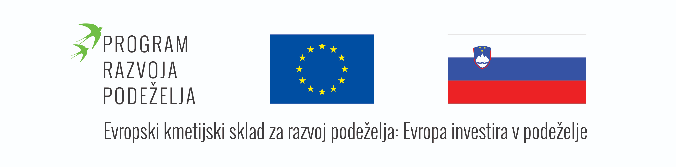 PROGRAM
RAZVOJA
PODEŽELJA
Evropski kmetijski sklad za razvoj podeželja: Evropa investira v podeželje